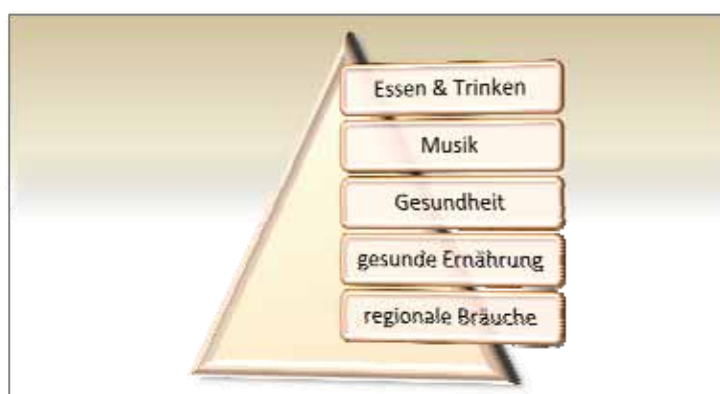 Essen & Trinken
Musik
Gesundheit
gesunde Ernährung
regionale Bräuche